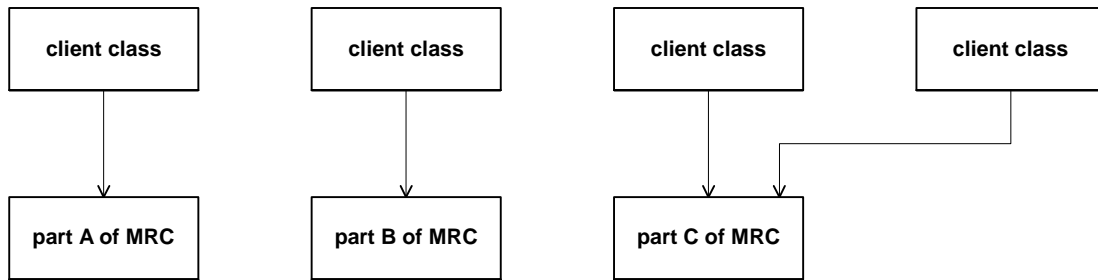 client class
client class
client class
client class
part A of MRC
part B of MRC
part C of MRC